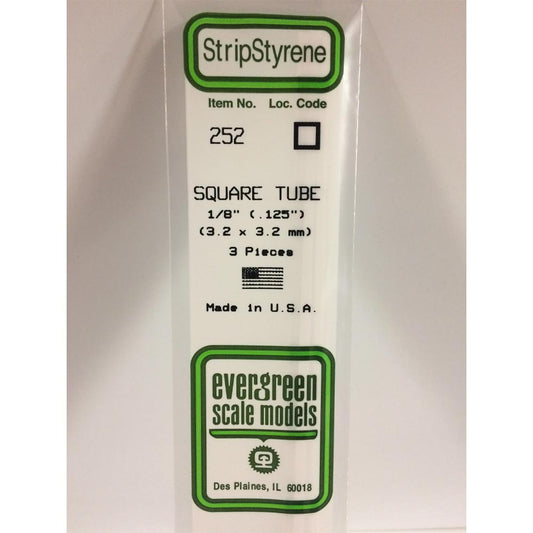 StripStyrene
Item No. Loc. Code
252
SQUARE TUBE
1/8" (.125")
(3.2 x 3.2 mm)
3 Pieces
Made in U.S.A.
evergreen
scale models
Des Plaines, IL 60018